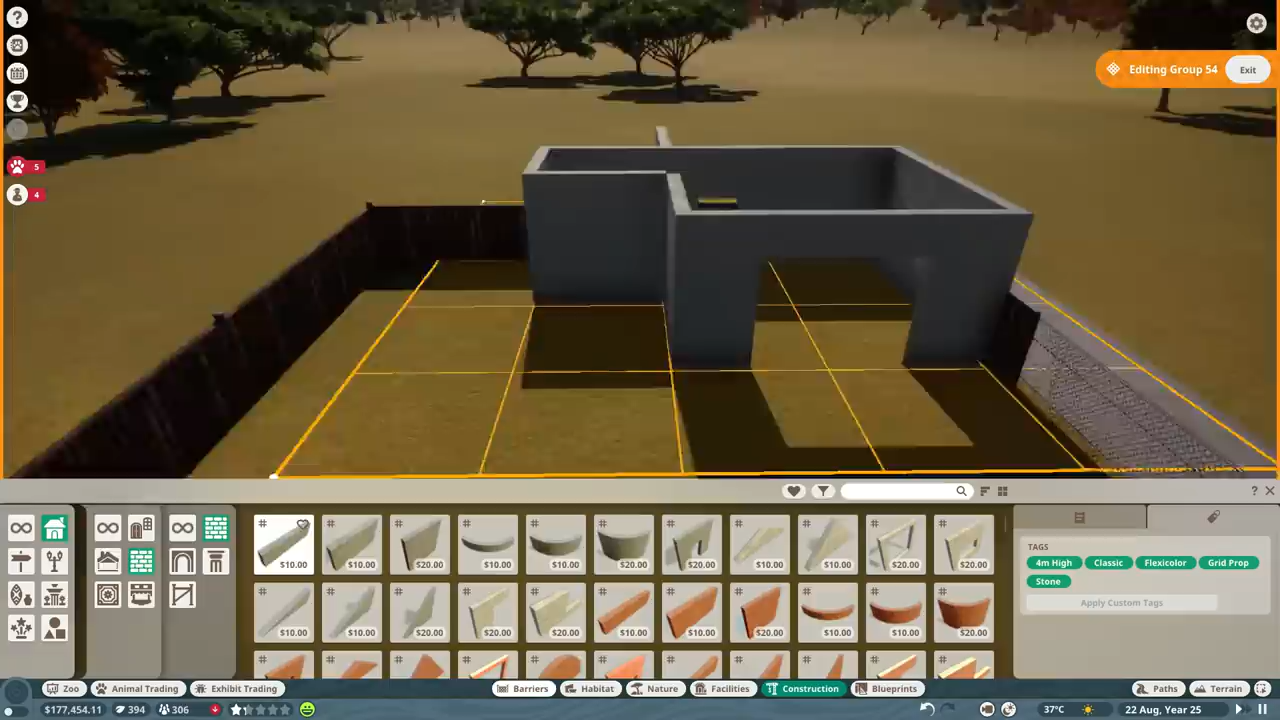 Editing Group 54
Exit
5
4
TAGS
4m High
Classic
Flexicolor
Grid Prop
Stone
Apply Custom Tags
$10.00
$10.00
$20.00
$10.00
$10.00
$20.00
$20.00
$10.00
$10.00
$20.00
$20.00
$10.00
$10.00
$20.00
$20.00
$20.00
$10.00
$10.00
$20.00
$10.00
$10.00
$20.00
Zoo
Animal Trading
Exhibit Trading
Barriers
Habitat
Nature
Facilities
Construction
Blueprints
Paths
Terrain
$177,454.11
394
306
37°C
22 Aug, Year 25